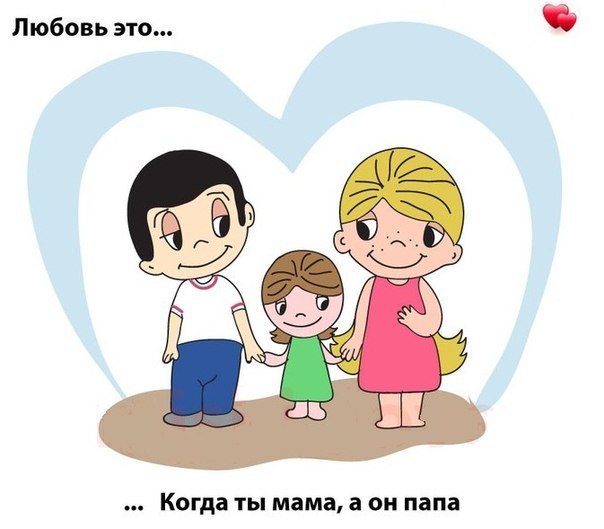 Любовь это...
... Когда ты мама, а он папа